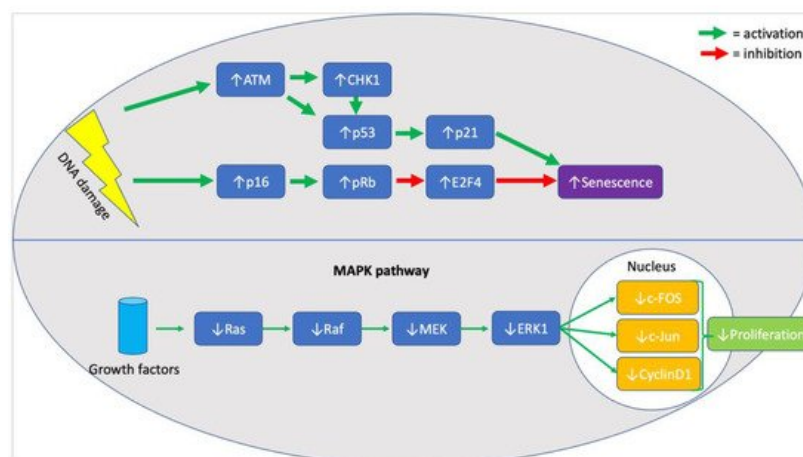 = activation
= inhibition
↑ATM
↑CHK1
↑p53
↑p21
DNA damage
↑p16
↑pRb
↑E2F4
↑Senescence
MAPK pathway
Nucleus
↓c-FOS
↓Ras
↓Raf
↓MEK
↓ERK1
↓c-Jun
↓Proliferation
Growth factors
↓CyclinD1